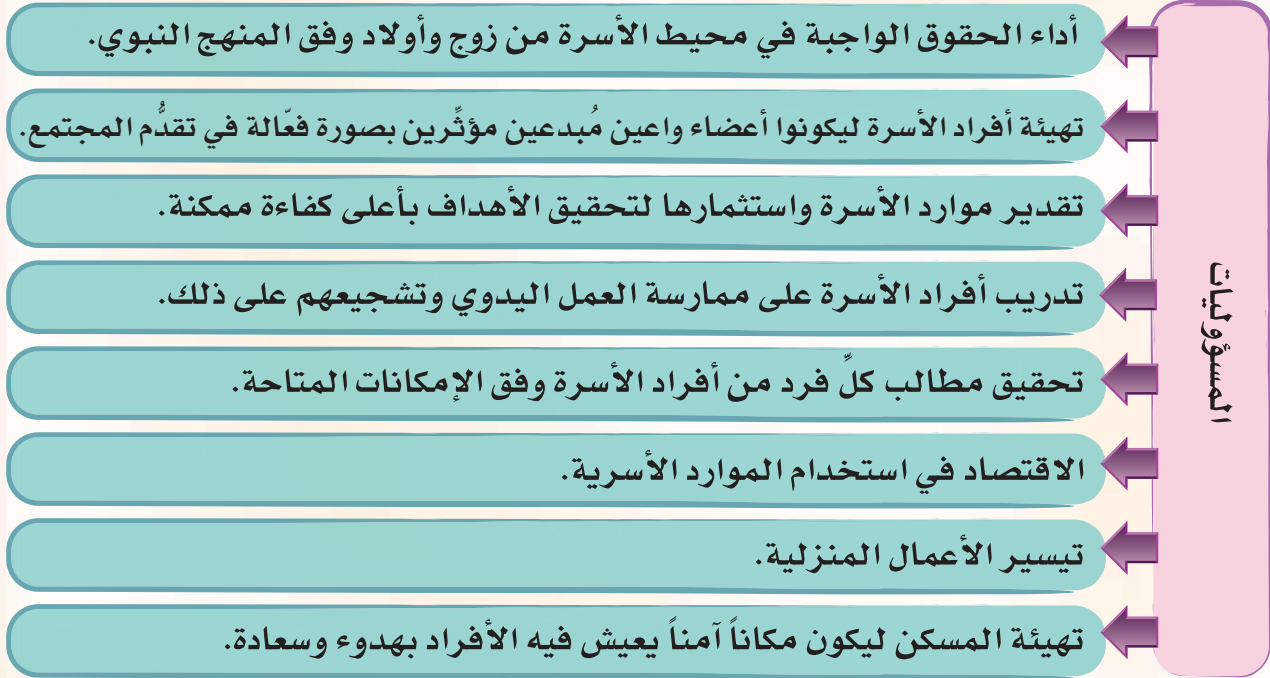 المسؤوليات
أداء الحقوق الواجبة في محيط الأسرة من زوج وأولاد وفق المنهج النبوي.
تهيئة أفراد الأسرة ليكونوا أعضاء واعين مُبدعين مؤثِّرين بصورة فعّالة في تقدُّم المجتمع.
تقدير موارد الأسرة واستثمارها لتحقيق الأهداف بأعلى كفاءة ممكنة.
تدريب أفراد الأسرة على ممارسة العمل اليدوي وتشجيعهم على ذلك.
تحقيق مطالب كلِّ فرد من أفراد الأسرة وفق الإمكانات المتاحة.
الاقتصاد في استخدام الموارد الأسرية.
تيسير الأعمال المنزلية.
تهيئة المسكن ليكون مكاناً آمناً يعيش فيه الأفراد بهدوء وسعادة.